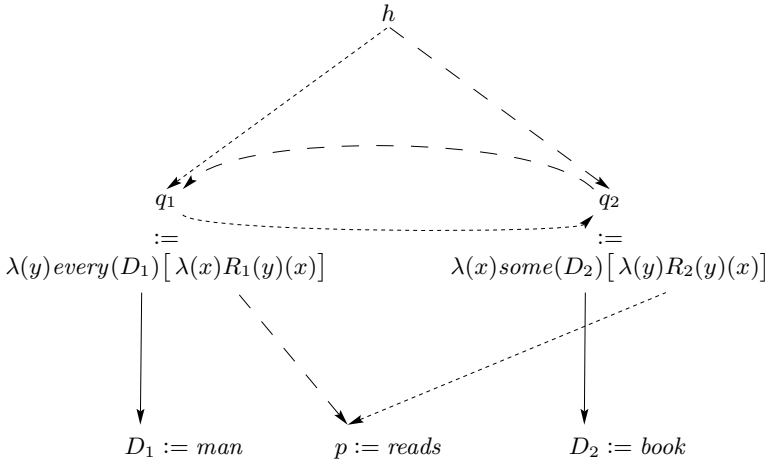 h
q₁ q₂
:= :=
λ(y)every(D₁)[λ(x)R₁(y)(x)] λ(x)some(D₂)[λ(y)R₂(y)(x)]
D₁ := man p := reads D₂ := book